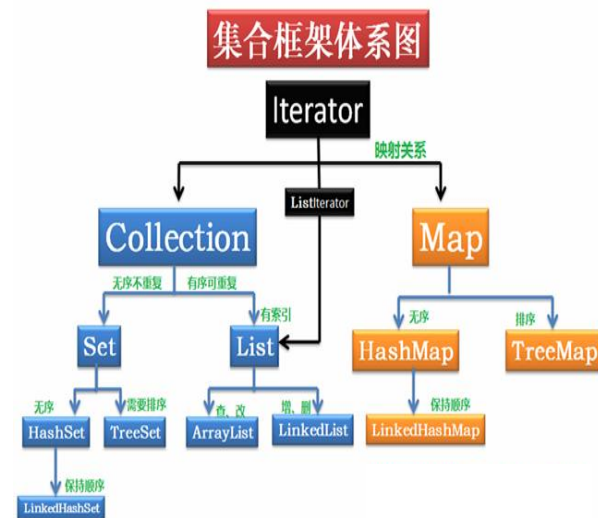 集合框架体系图
Iterator
映射关系
ListIterator
Collection
Map
无序不重复
有序可重复
有索引
无序
排序
Set
List
HashMap
TreeMap
无序
需要排序
查、改
增、删
保持顺序
HashSet
TreeSet
ArrayList
LinkedList
LinkedHashMap
保持顺序
LinkedHashSet